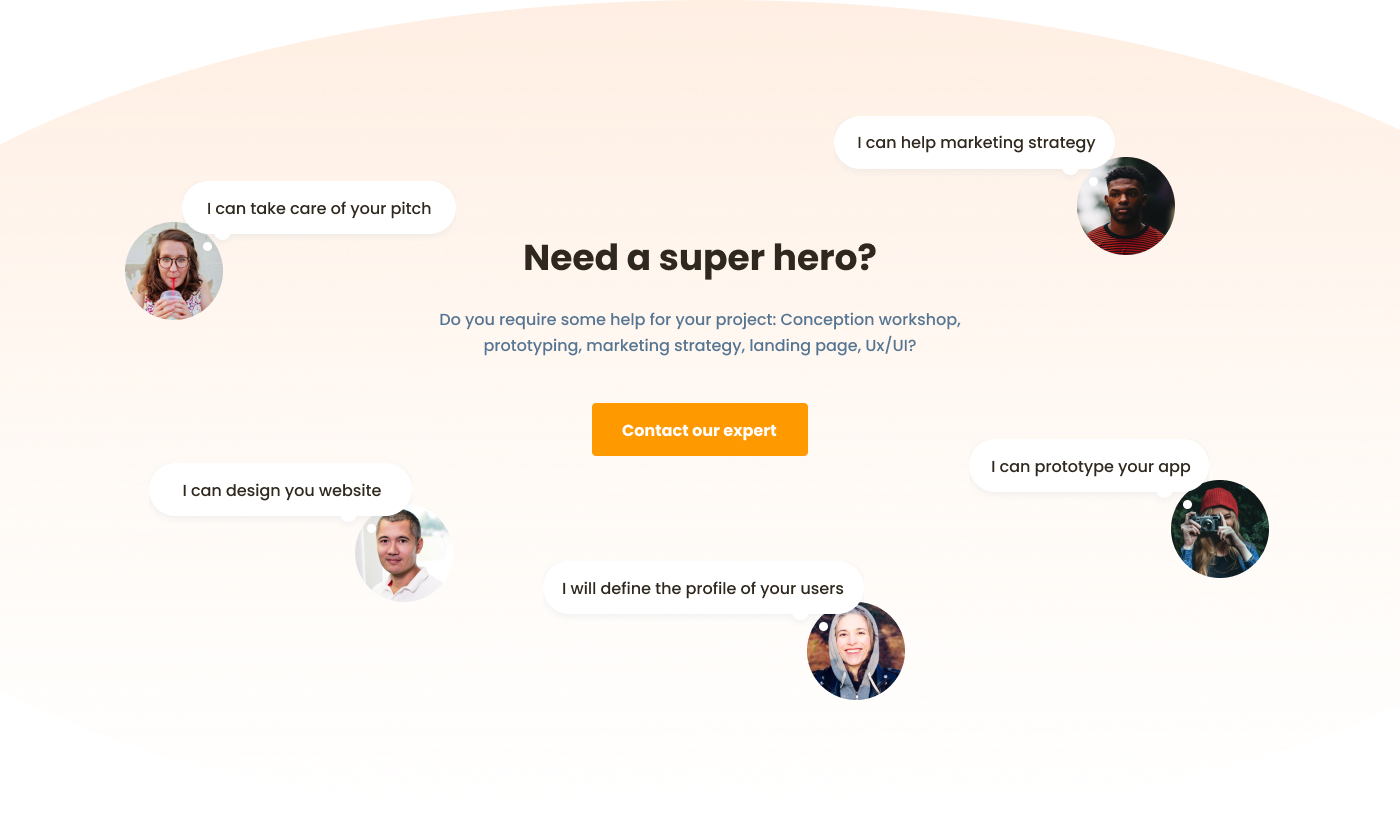 I can help marketing strategy
I can take care of your pitch
Need a super hero?
Do you require some help for your project: Conception workshop,
prototyping, marketing strategy, landing page, Ux/UI?
Contact our expert
I can prototype your app
I can design you website
I will define the profile of your users